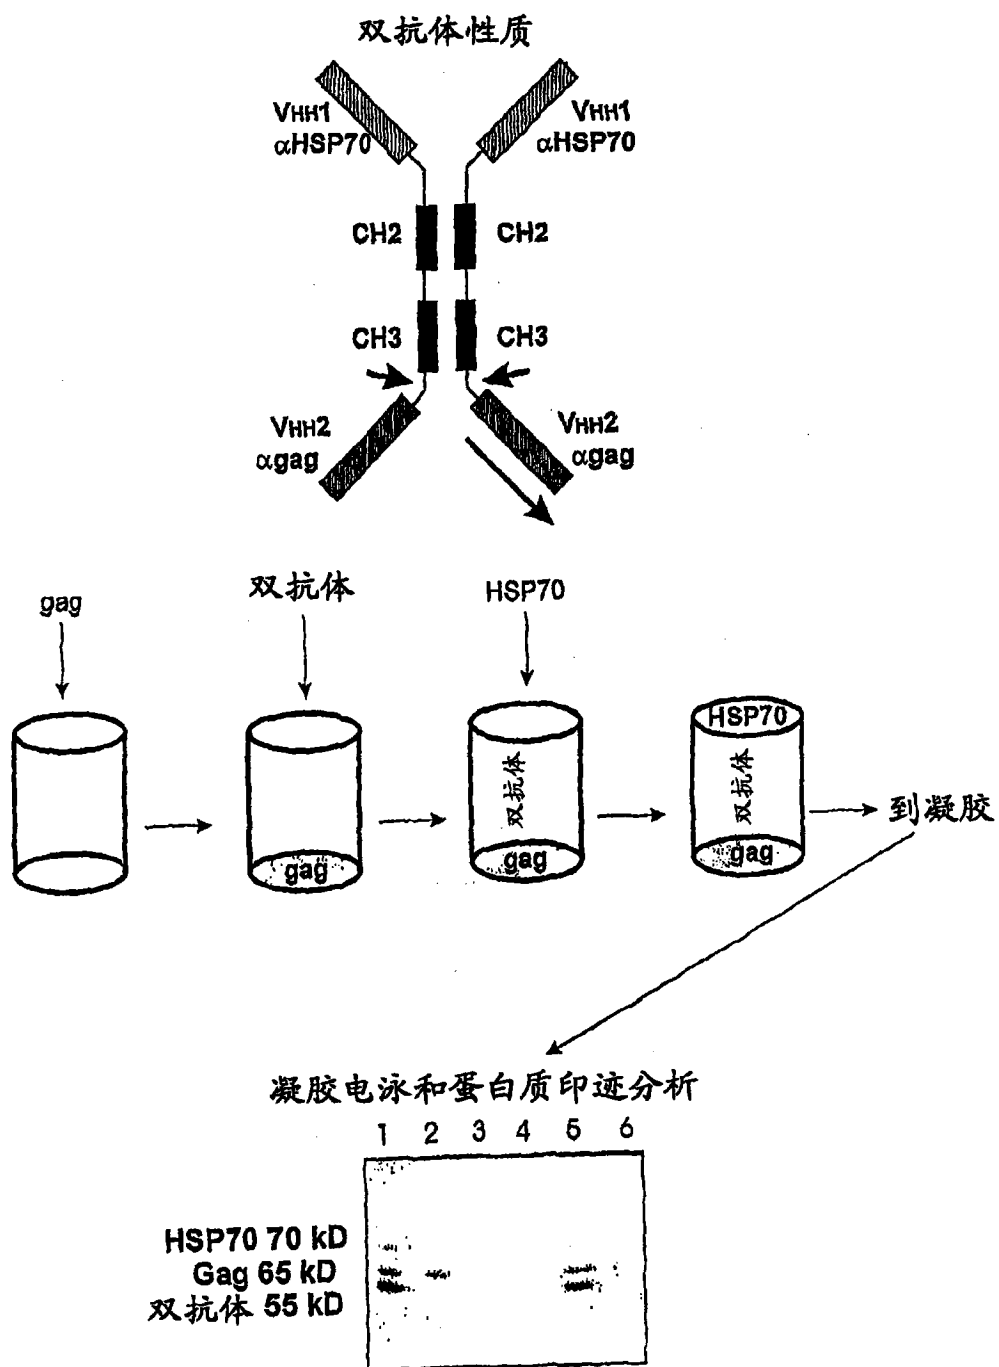 双抗体性质
VHH1
αHSP70
VHH1
αHSP70
CH2
CH2
CH3
CH3
VHH2
αgag
VHH2
αgag
gag
双抗体
HSP70
gag
双抗体
gag
HSP70
双抗体
gag
到凝胶
凝胶电泳和蛋白质印迹分析
1 2 3 4 5 6
HSP70 70 kD
Gag 65 kD
双抗体 55 kD